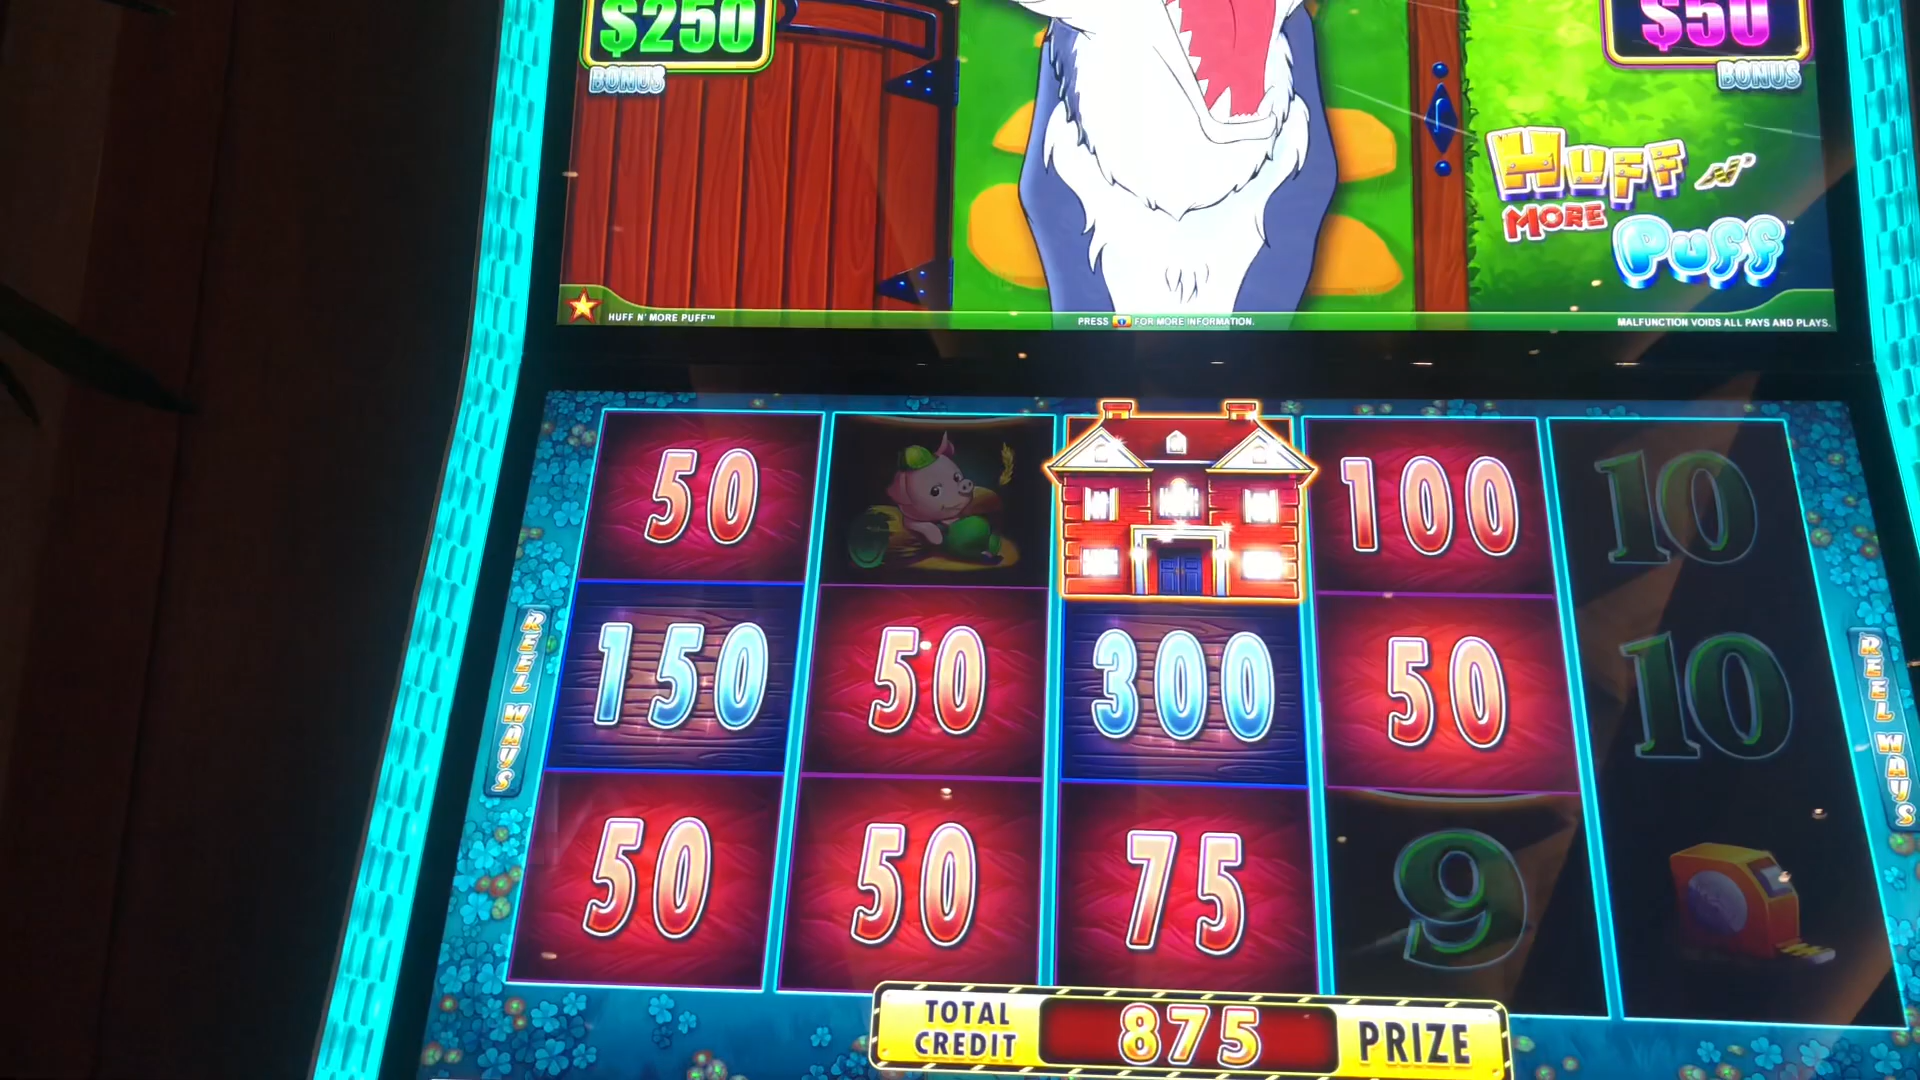 $250
BONUS
$50
BONUS
HUFF N'
MORE
PUFF™
HUFF N' MORE PUFF™
PRESS FOR MORE INFORMATION.
MALFUNCTION VOIDS ALL PAYS AND PLAYS.
50
100
10
REEL WAYS
150
50
300
50
10
REEL WAYS
50
50
75
9
TOTAL CREDIT
875
PRIZE